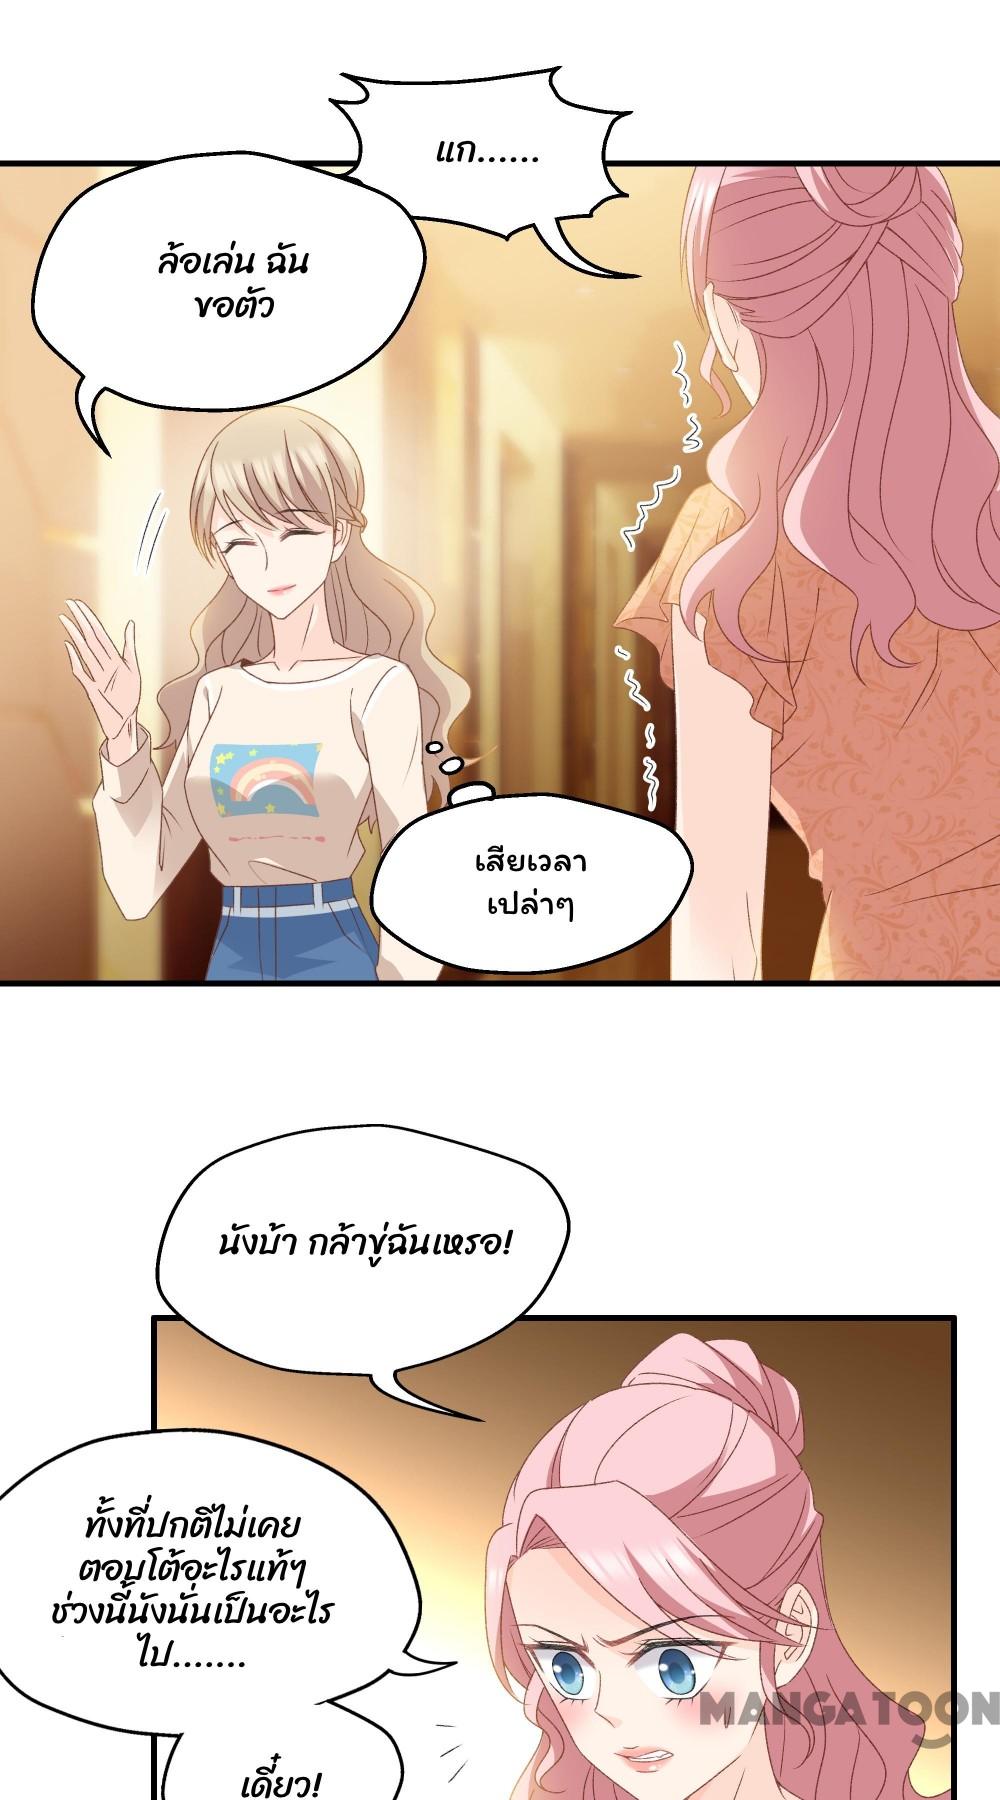 แก......
ล้อเล่น ฉัน
ขอตัว
เสียเวลา
เปล่าๆ
นังบ้า กล้าขู่ฉันเหรอ!
ทั้งที่ปกติไม่เคย
ตอบโต้อะไรแท้ๆ
ช่วงนี้นังนั่นเป็นอะไร
ไป.......
MANGATOON
เดี๋ยว!